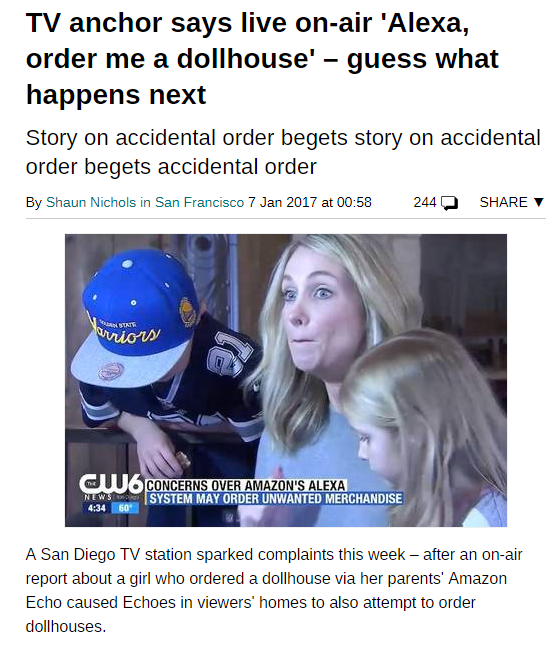 TV anchor says live on-air 'Alexa,
order me a dollhouse' – guess what
happens next
Story on accidental order begets story on accidental
order begets accidental order
By Shaun Nichols in San Francisco 7 Jan 2017 at 00:58 244 SHARE ▼
GOLDEN STATE
Warriors
21
THE CW6 CONCERNS OVER AMAZON'S ALEXA
NEWS San Diego SYSTEM MAY ORDER UNWANTED MERCHANDISE
4:34 60°
A San Diego TV station sparked complaints this week – after an on-air
report about a girl who ordered a dollhouse via her parents' Amazon
Echo caused Echoes in viewers' homes to also attempt to order
dollhouses.